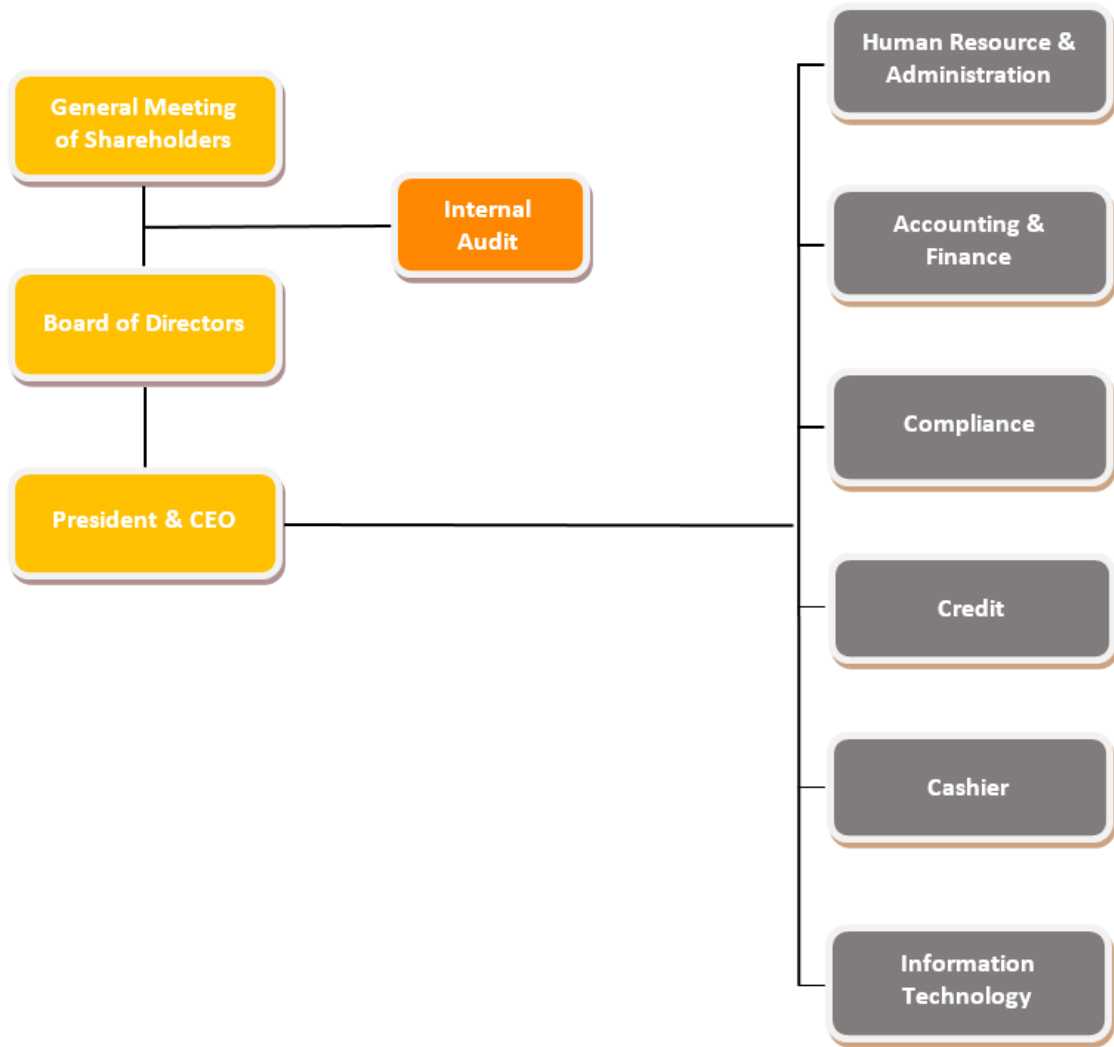 General Meeting
of Shareholders
Internal
Audit
Board of Directors
President & CEO
Human Resource &
Administration
Accounting &
Finance
Compliance
Credit
Cashier
Information
Technology